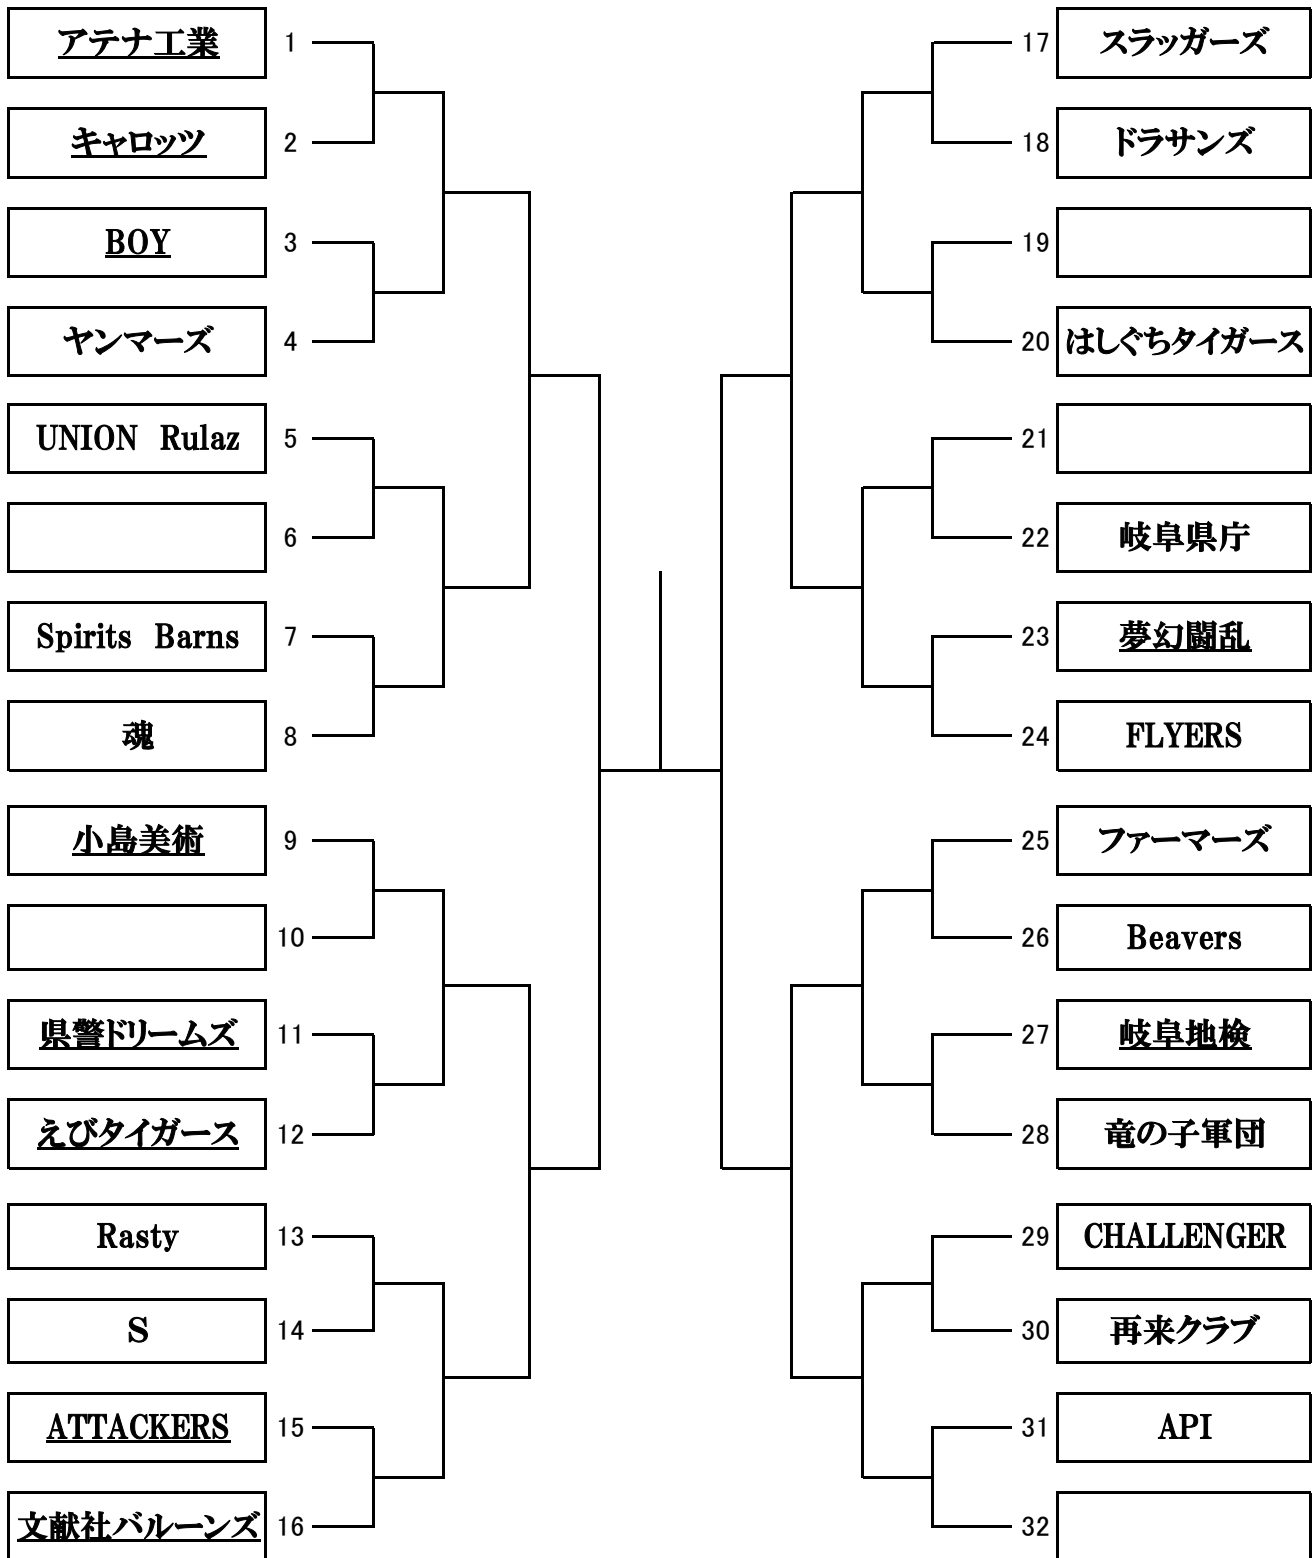 アテナ工業 1
キャロッツ 2
BOY 3
ヤンマーズ 4
UNION Rulaz 5
6
Spirits Barns 7
魂 8
小島美術 9
10
県警ドリームズ 11
えびタイガース 12
Rasty 13
S 14
ATTACKERS 15
文献社バルーンズ 16
17 スラッガーズ
18 ドラサンズ
19
20 はしぐちタイガース
21
22 岐阜県庁
23 夢幻闘乱
24 FLYERS
25 ファーマーズ
26 Beavers
27 岐阜地検
28 竜の子軍団
29 CHALLENGER
30 再来クラブ
31 API
32